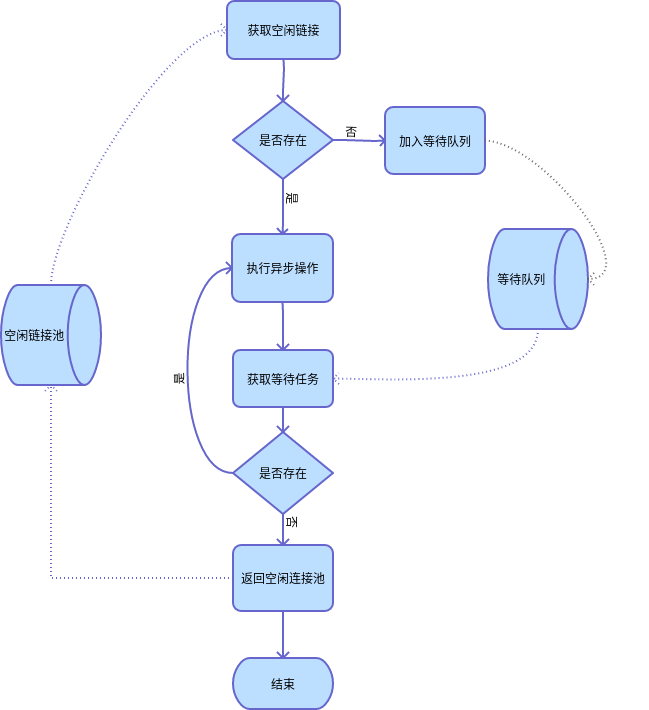 获取空闲链接
是否存在
否
加入等待队列
是
执行异步操作
等待队列
空闲链接池
获取等待任务
是
是否存在
否
返回空闲连接池
结束